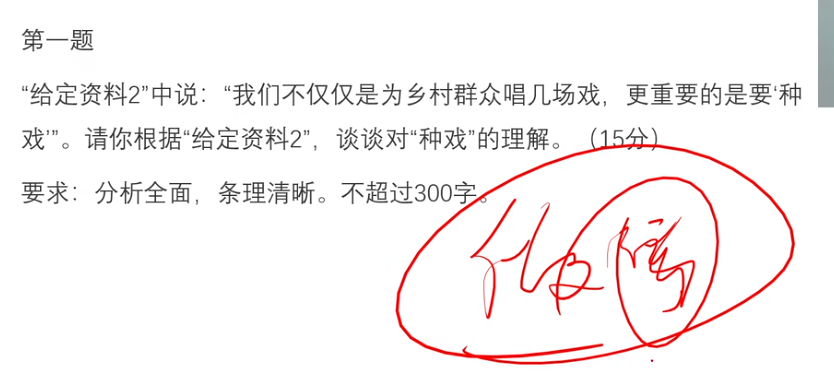 第一题
“给定资料2”中说：“我们不仅仅是为乡村群众唱几场戏，更重要的是要‘种
戏’”。请你根据“给定资料2”，谈谈对“种戏”的理解。（15分）
要求：分析全面，条理清晰。不超过300字。